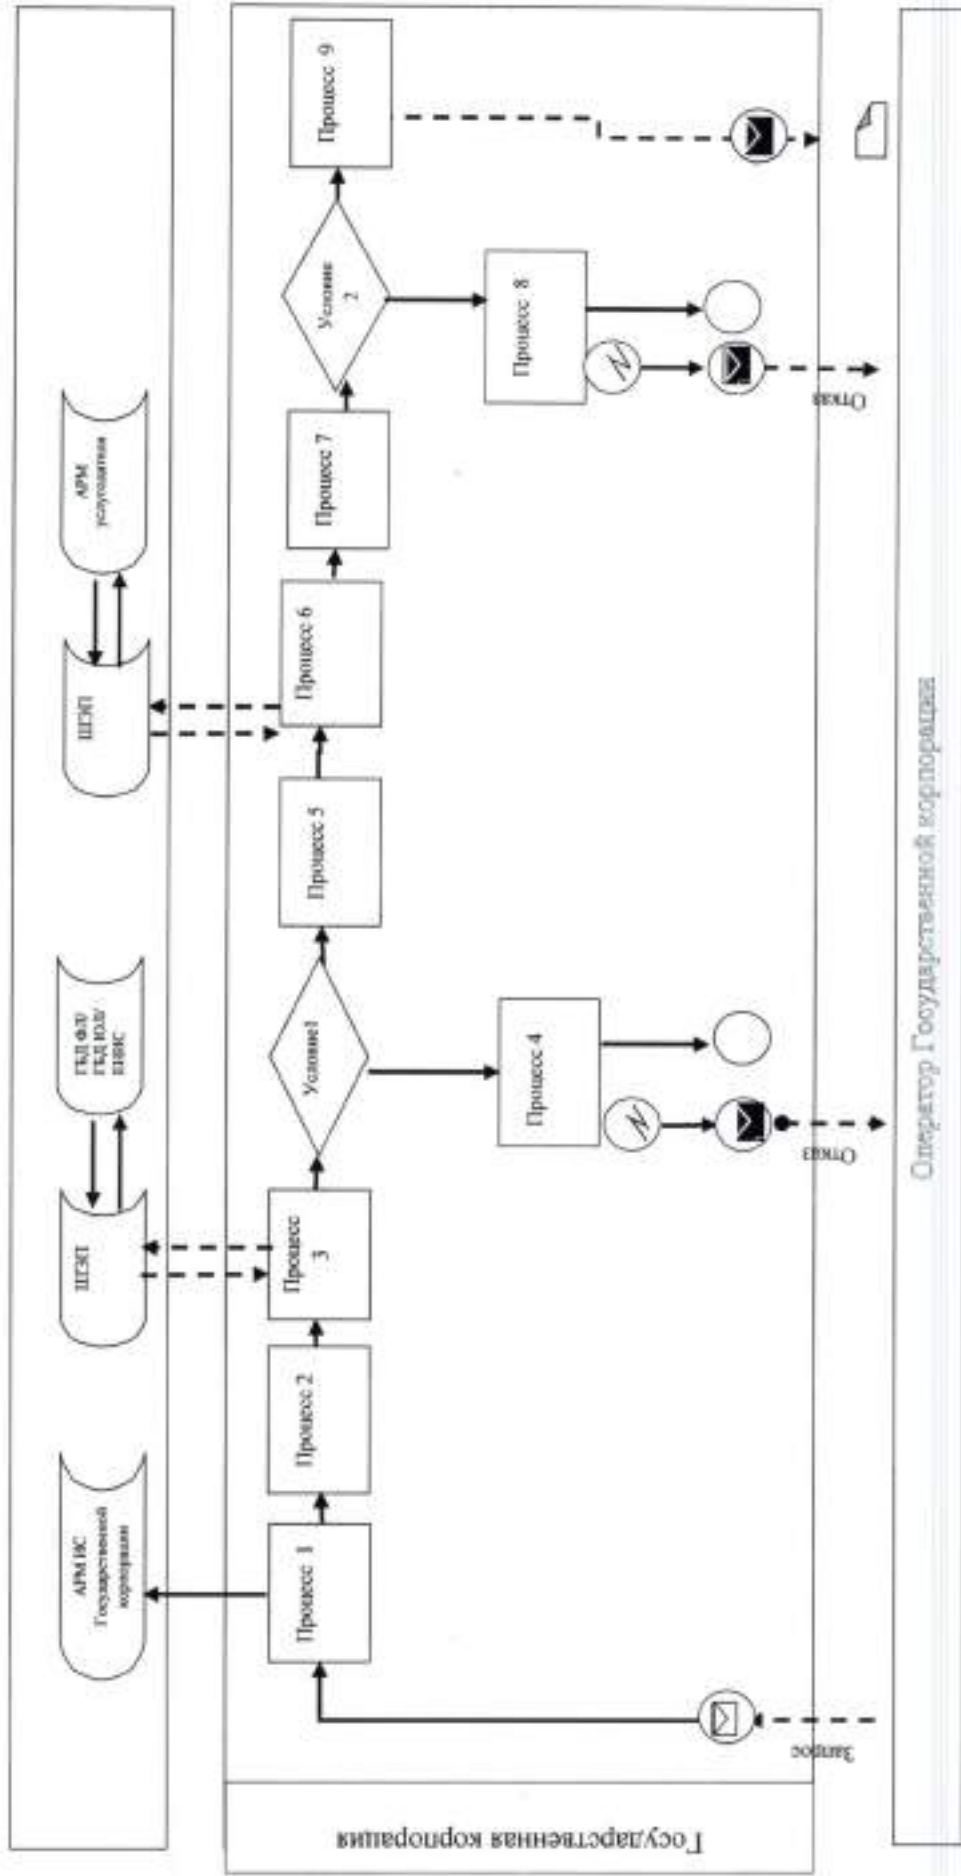 АРМ ИС
Государственной
корпорации
ШЭП
ГБД ФЛ/
ГБД ЮЛ/
ЕНИС
ШЭП
АРМ
услугодателя
Государственная корпорация
Процесс 1
Процесс 2
Процесс
3
Условие1
Процесс 5
Процесс 6
Процесс 7
Условие
2
Процесс 9
Процесс 4
Процесс 8
Запрос
Отказ
Отказ
Оператор Государственной корпорации